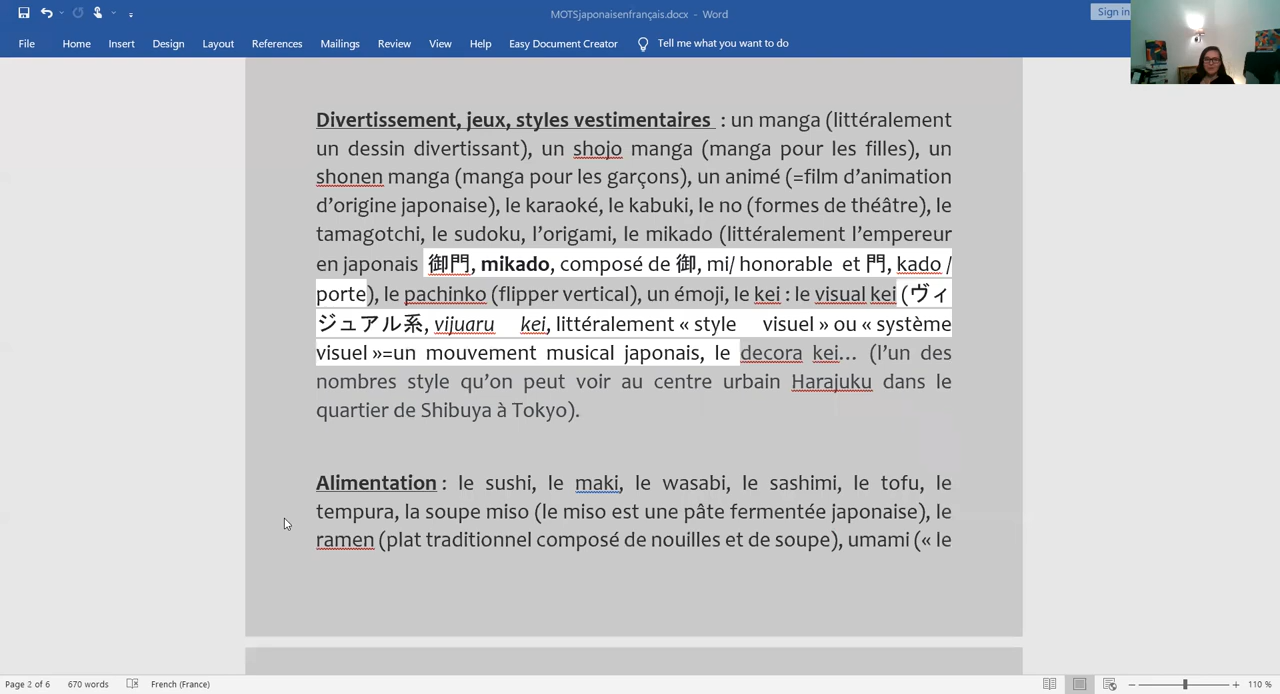 MOTSjaponaisenfrançais.docx - Word
Sign in
File Home Insert Design Layout References Mailings Review View Help Easy Document Creator Tell me what you want to do
Divertissement, jeux, styles vestimentaires : un manga (littéralement
un dessin divertissant), un shojo manga (manga pour les filles), un
shonen manga (manga pour les garçons), un animé (=film d’animation
d’origine japonaise), le karaoké, le kabuki, le no (formes de théâtre), le
tamagotchi, le sudoku, l’origami, le mikado (littéralement l’empereur
en japonais 御門, mikado, composé de 御, mi/ honorable et 門, kado /
porte), le pachinko (flipper vertical), un émoji, le kei : le visual kei (ヴィ
ジュアル系, vijuaru kei, littéralement « style visuel » ou « système
visuel »=un mouvement musical japonais, le decora kei... (l’un des
nombres style qu’on peut voir au centre urbain Harajuku dans le
quartier de Shibuya à Tokyo).
Alimentation : le sushi, le maki, le wasabi, le sashimi, le tofu, le
tempura, la soupe miso (le miso est une pâte fermentée japonaise), le
ramen (plat traditionnel composé de nouilles et de soupe), umami (« le
Page 2 of 6 670 words French (France) 110 %